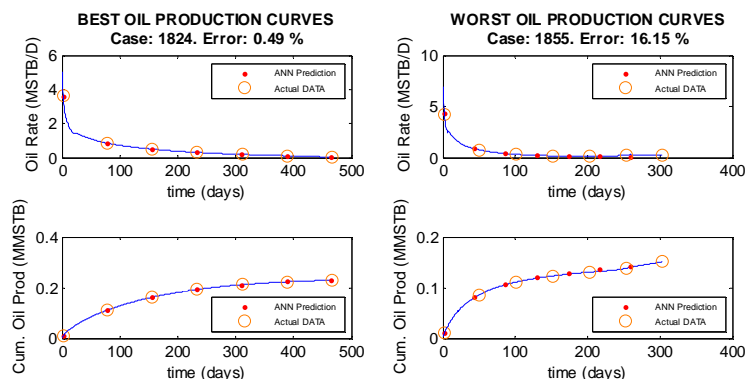 BEST OIL PRODUCTION CURVES
Case: 1824. Error: 0.49 %
Oil Rate (MSTB/D)
6
4
2
0
ANN Prediction
Actual DATA
0 100 200 300 400 500
time (days)
WORST OIL PRODUCTION CURVES
Case: 1855. Error: 16.15 %
Oil Rate (MSTB/D)
10
5
0
ANN Prediction
Actual DATA
0 100 200 300 400
time (days)
Cum. Oil Prod (MMSTB)
0.4
0.2
0
ANN Prediction
Actual DATA
0 100 200 300 400 500
time (days)
Cum. Oil Prod (MMSTB)
0.2
0.1
0
ANN Prediction
Actual DATA
0 100 200 300 400
time (days)